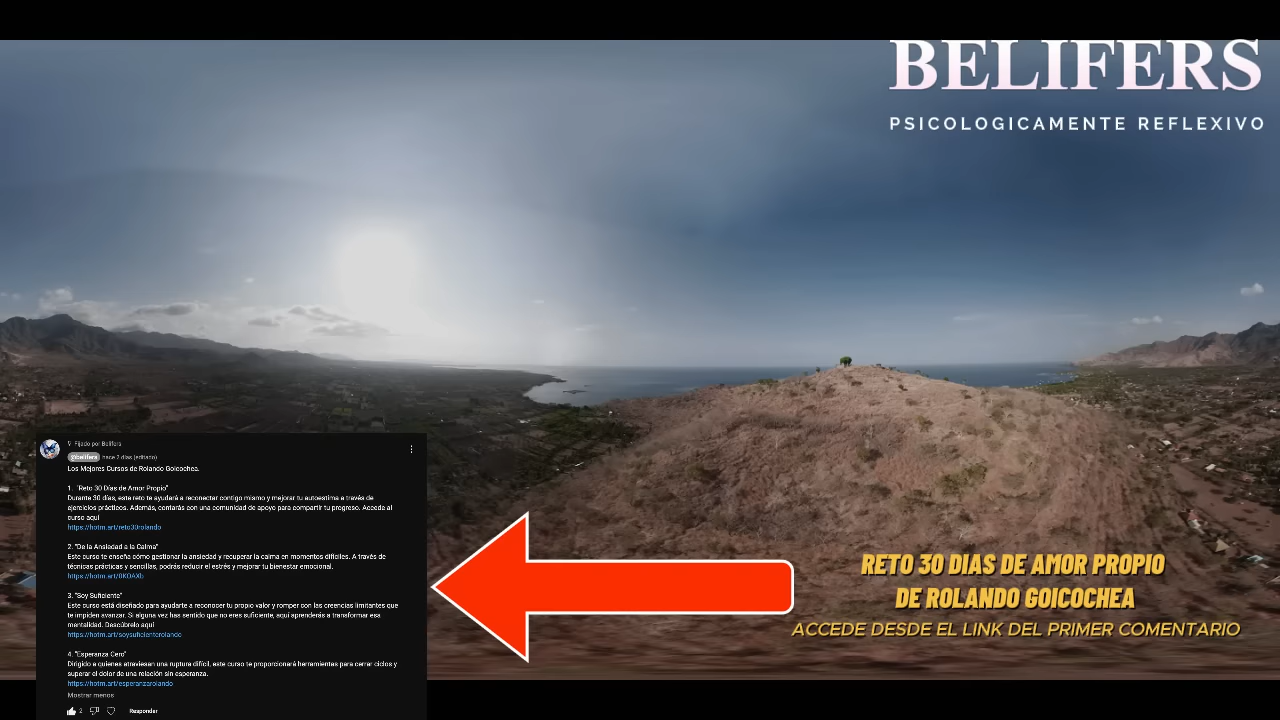 BELIFERS
PSICOLOGICAMENTE REFLEXIVO
Fijado por Belifers
@belifers hace 2 días (editado)
Los Mejores Cursos de Rolando Goicochea.
1. "Reto 30 Días de Amor Propio"
Durante 30 días, este reto te ayudará a reconectar contigo mismo y mejorar tu autoestima a través de
ejercicios prácticos. Además, contarás con una comunidad de apoyo para compartir tu progreso. Accede al
curso aquí
https://hotm.art/reto30rolando
2. "De la Ansiedad a la Calma"
Este curso te enseña cómo gestionar la ansiedad y recuperar la calma en momentos difíciles. A través de
técnicas prácticas y sencillas, podrás reducir el estrés y mejorar tu bienestar emocional.
https://hotm.art/0KOAXb
3. "Soy Suficiente"
Este curso está diseñado para ayudarte a reconocer tu propio valor y romper con las creencias limitantes que
te impiden avanzar. Si alguna vez has sentido que no eres suficiente, aquí aprenderás a transformar esa
mentalidad. Descúbrelo aquí
https://hotm.art/soysuficienterolando
4. "Esperanza Cero"
Dirigido a quienes atraviesan una ruptura difícil, este curso te proporcionará herramientas para cerrar ciclos y
superar el dolor de una relación sin esperanza.
https://hotm.art/esperanzarolando
Mostrar menos
2
Responder
RETO 30 DIAS DE AMOR PROPIO
DE ROLANDO GOICOCHEA
ACCEDE DESDE EL LINK DEL PRIMER COMENTARIO